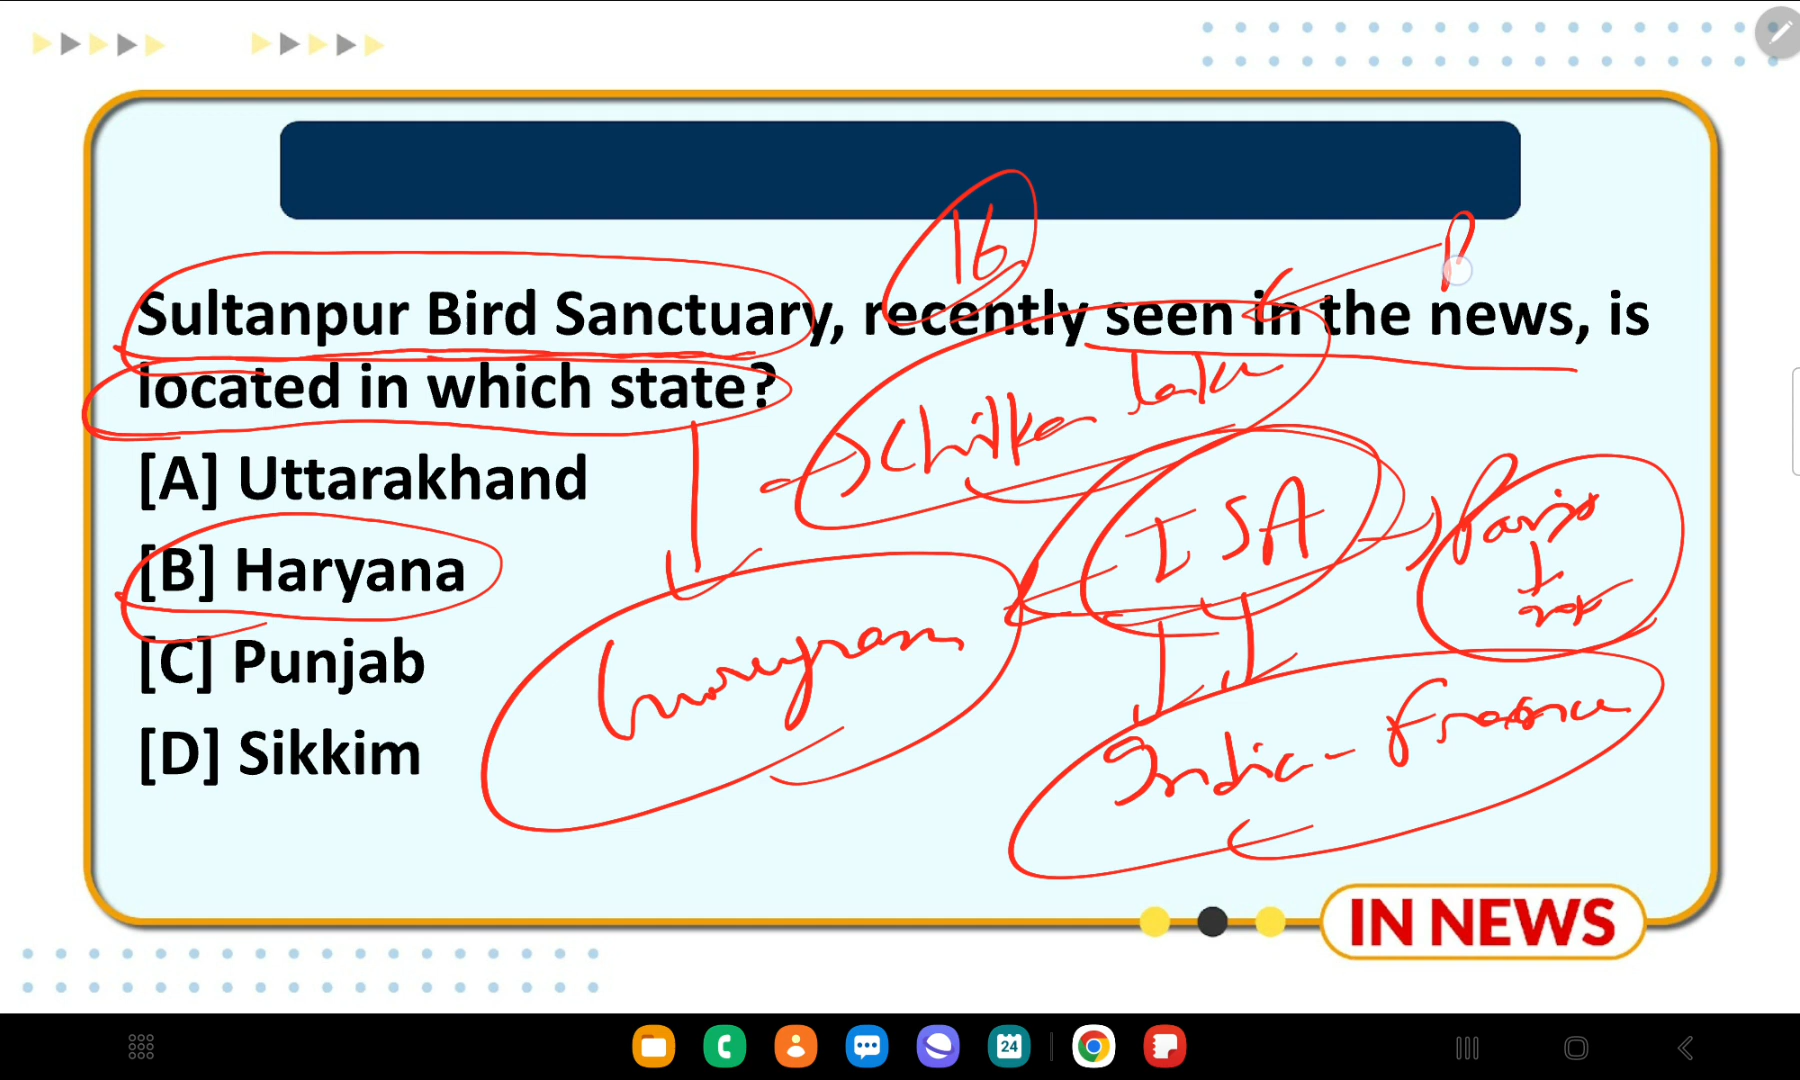 16
Sultanpur Bird Sanctuary, recently seen in the news, is
located in which state?
Chilka lake
[A] Uttarakhand
ISA
Paris
[B] Haryana
Gurugram
[C] Punjab
India - France
[D] Sikkim
IN NEWS
24